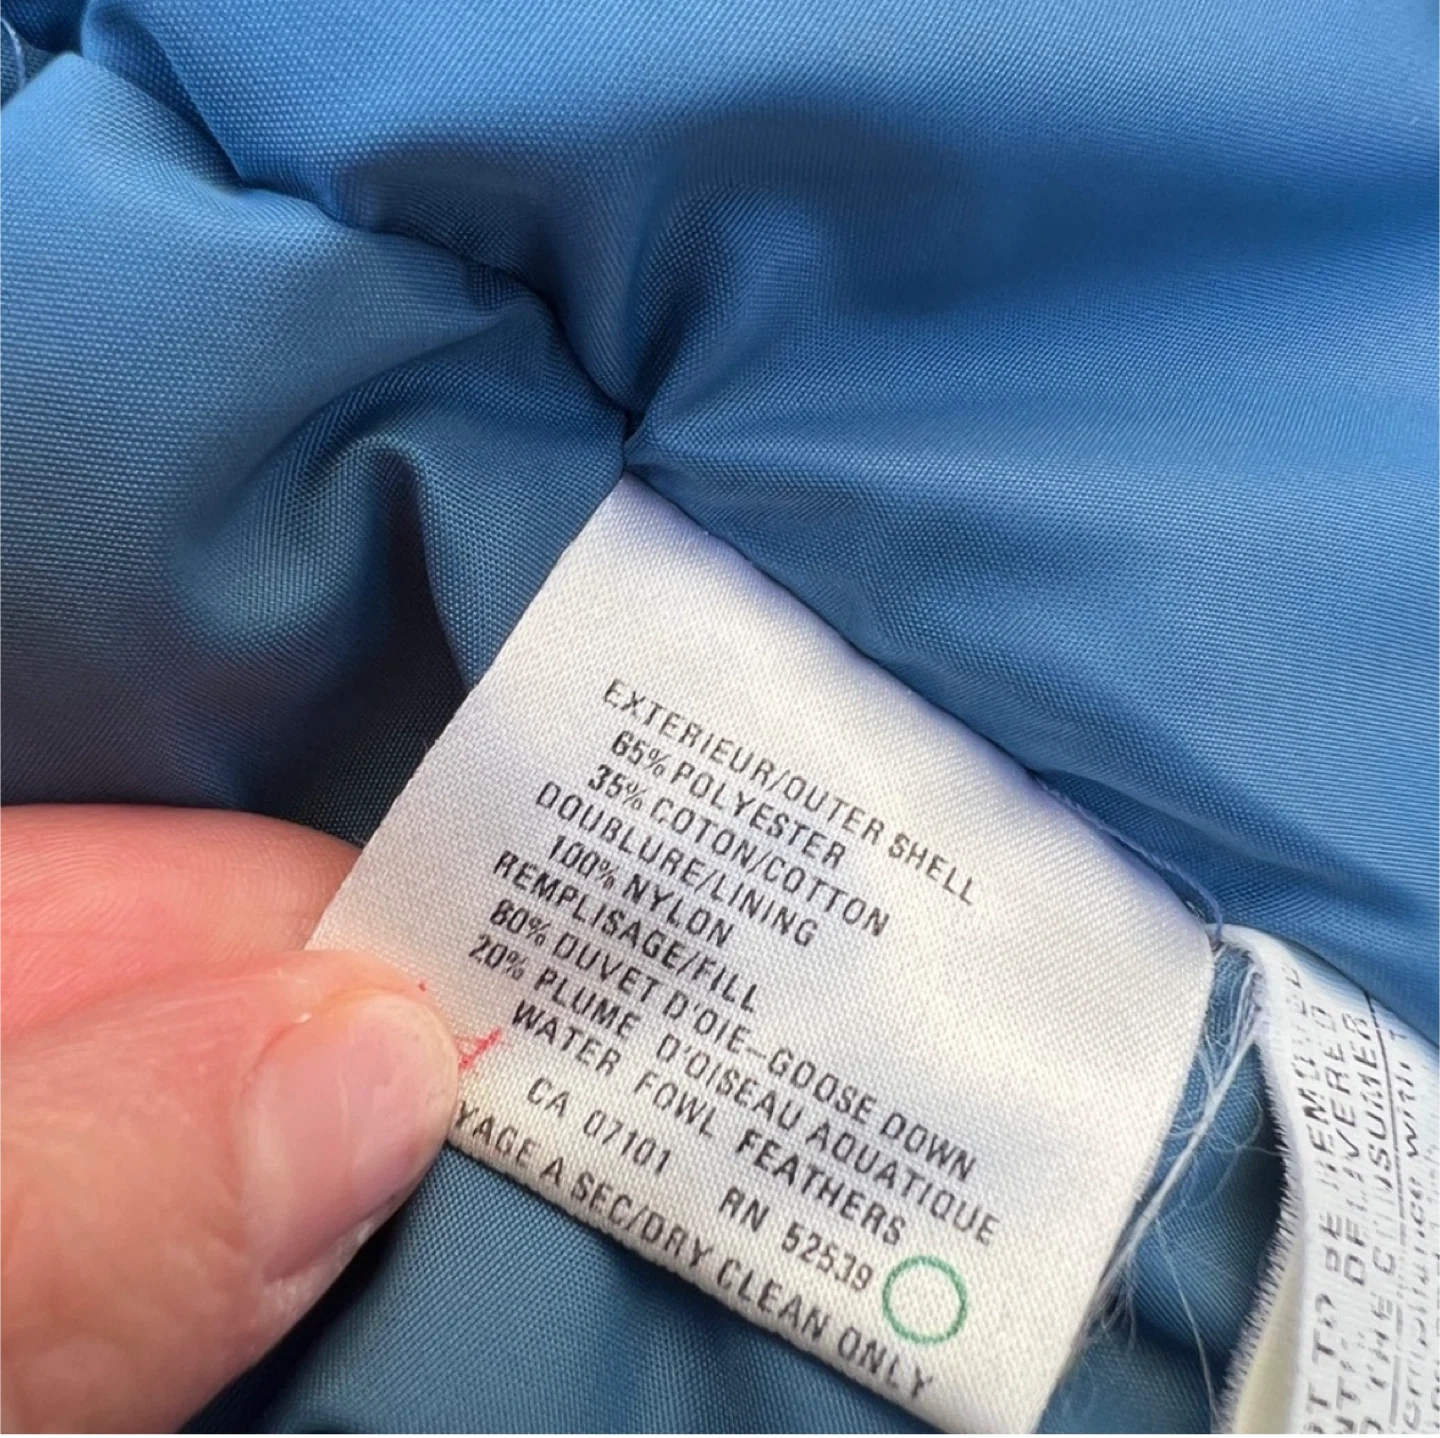 EXTERIEUR/OUTER SHELL
65% POLYESTER
35% COTON/COTTON
DOUBLURE/LINING
100% NYLON
REMPLISAGE/FILL
80% DUVET D'OIE–GOOSE DOWN
20% PLUME D'OISEAU AQUATIQUE
WATER FOWL FEATHERS
CA 07101 RN 52539
YAGE A SEC/DRY CLEAN ONLY